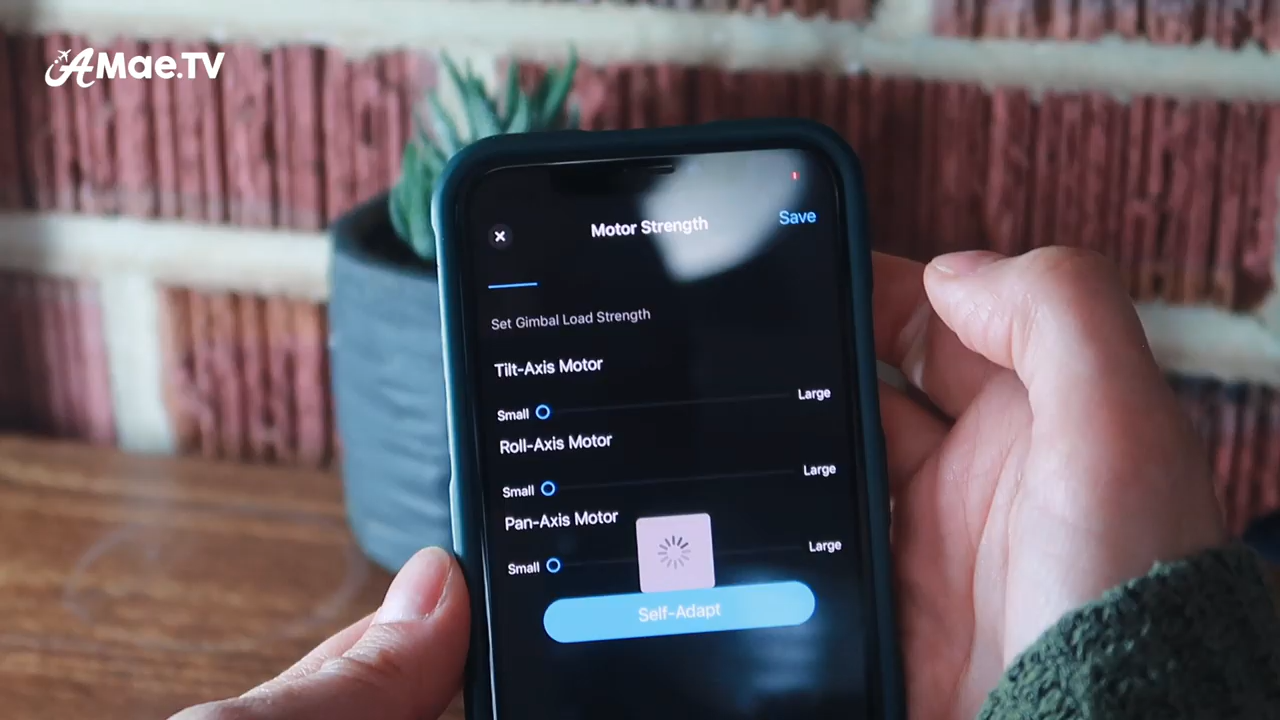 AMae.TV
Motor Strength
Save
Set Gimbal Load Strength
Tilt-Axis Motor
Small
Large
Roll-Axis Motor
Small
Large
Pan-Axis Motor
Small
Large
Self-Adapt